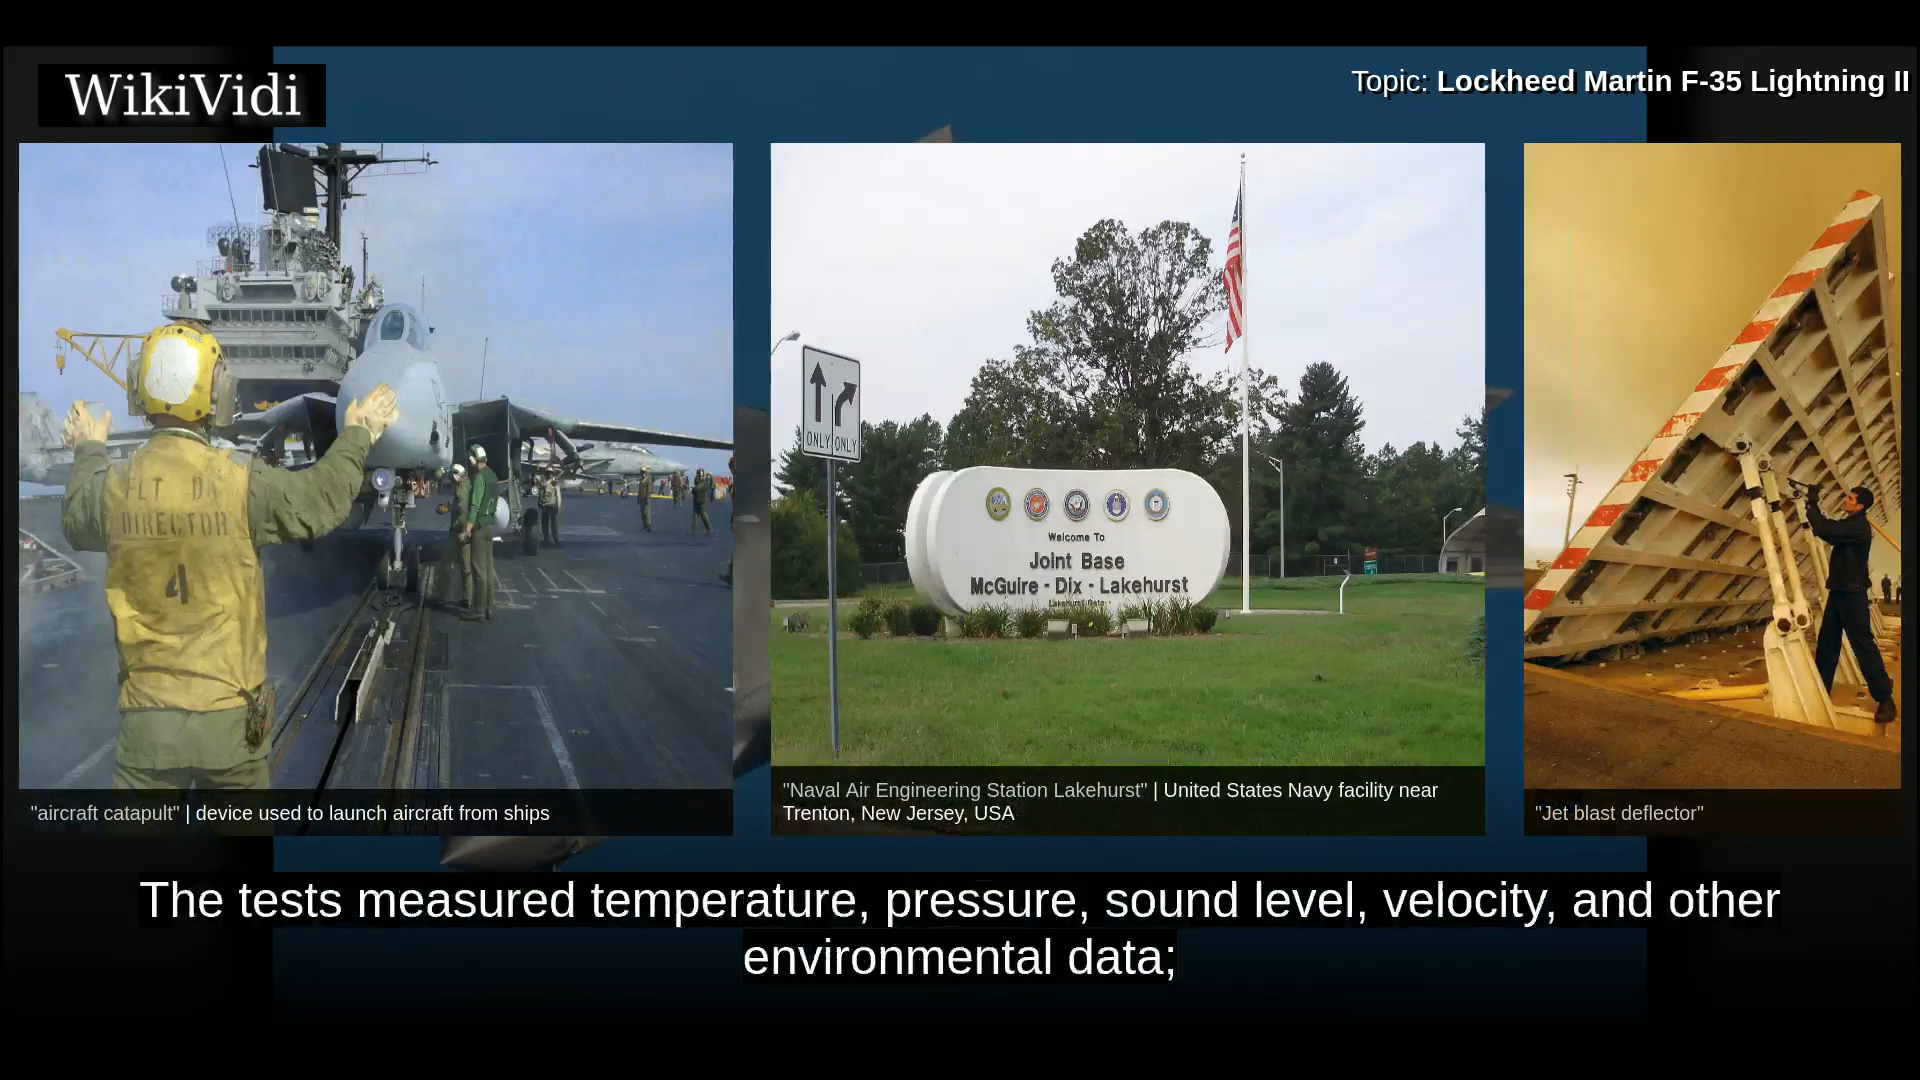 WikiVidi
Topic: Lockheed Martin F-35 Lightning II
FLT DK
DIRECTOR
4
ONLY ONLY
Welcome To
Joint Base
McGuire - Dix - Lakehurst
Lakehurst Gate
"aircraft catapult" | device used to launch aircraft from ships
"Naval Air Engineering Station Lakehurst" | United States Navy facility near
Trenton, New Jersey, USA
"Jet blast deflector"
The tests measured temperature, pressure, sound level, velocity, and other
environmental data;